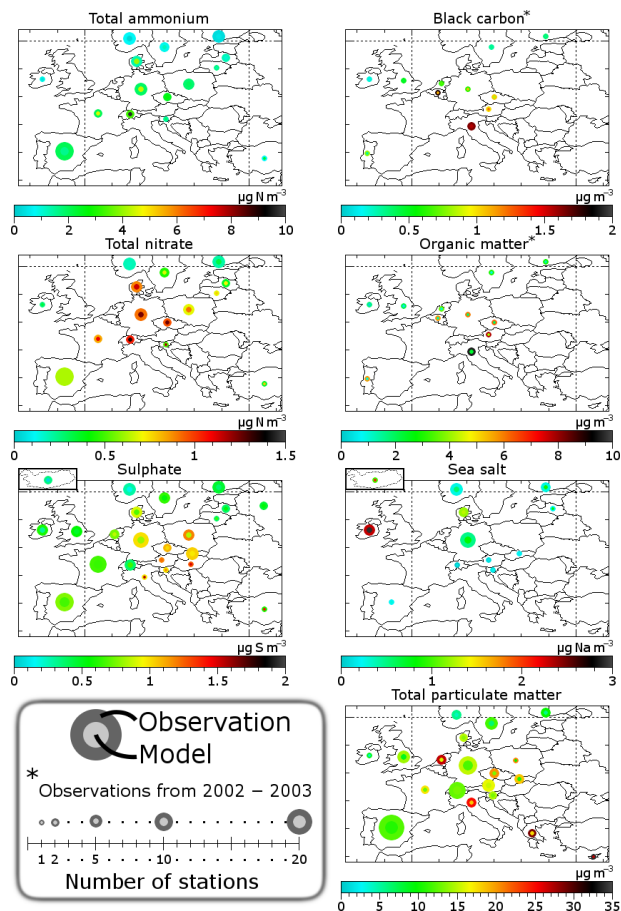 Total ammonium
Black carbon*
µg N m⁻³
µg m⁻³
0 2 4 6 8 10
0 0.5 1 1.5 2
Total nitrate
Organic matter*
µg N m⁻³
µg m⁻³
0 0.5 1 1.5
0 2 4 6 8 10
Sulphate
Sea salt
µg S m⁻³
µg Na m⁻³
0 0.5 1 1.5 2
0 1 2 3
Total particulate matter
Observation
Model
*
Observations from 2002 – 2003
1 2 5 10 20
Number of stations
µg m⁻³
0 5 10 15 20 25 30 35